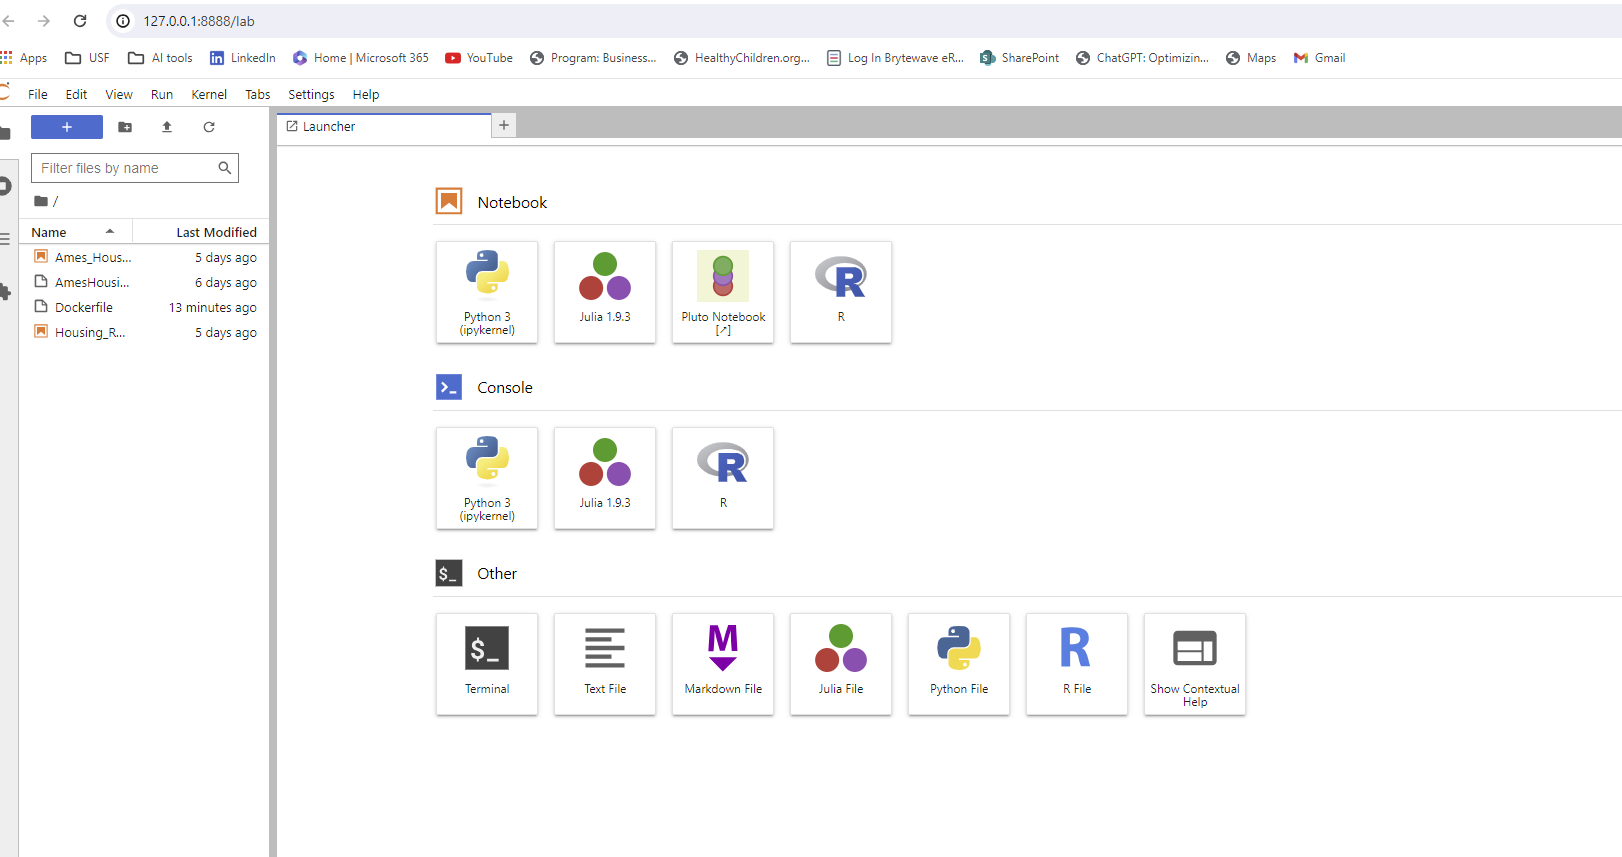 127.0.0.1:8888/lab
Apps USF AI tools LinkedIn Home | Microsoft 365 YouTube Program: Business... HealthyChildren.org... Log In Brytewave eR... SharePoint ChatGPT: Optimizin... Maps Gmail
File Edit View Run Kernel Tabs Settings Help
+ Launcher +
Filter files by name
/
Name Last Modified
Ames_Hous... 5 days ago
AmesHousi... 6 days ago
Dockerfile 13 minutes ago
Housing_R... 5 days ago
Notebook
Python 3 (ipykernel)
Julia 1.9.3
Pluto Notebook [↗]
R
Console
Python 3 (ipykernel)
Julia 1.9.3
R
$_ Other
$_ Terminal
Text File
M Markdown File
Julia File
Python File
R R File
Show Contextual Help